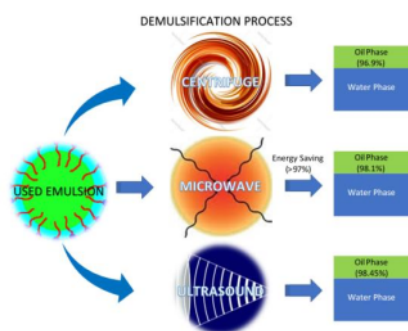 DEMULSIFICATION PROCESS
CENTRIFUGE
Oil Phase
(96.9%)
Water Phase
USED EMULSION
MICROWAVE
Energy Saving
(>97%)
Oil Phase
(98.1%)
Water Phase
ULTRASOUND
Oil Phase
(98.45%)
Water Phase